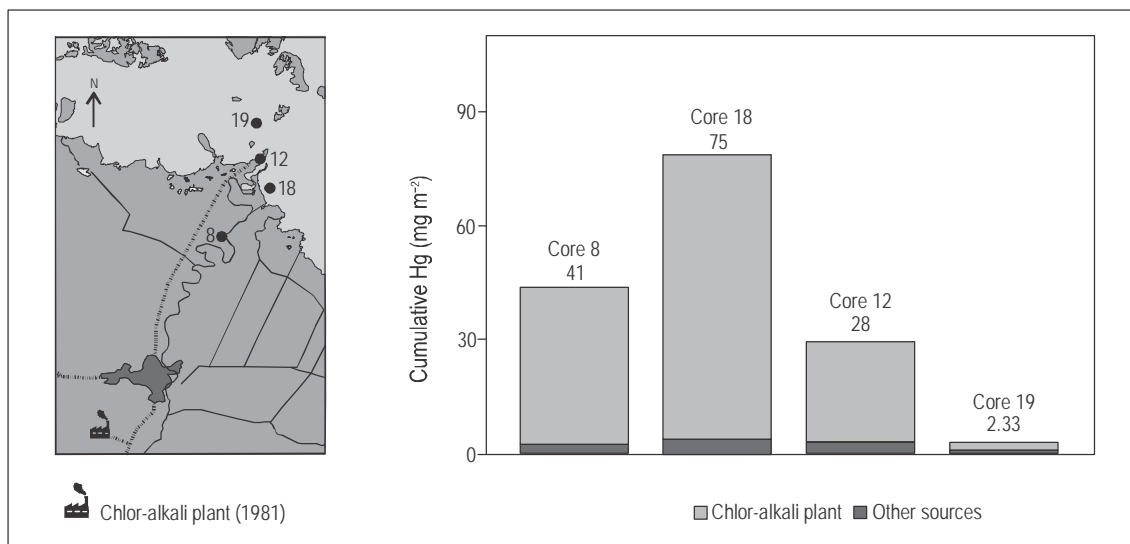 N
19
12
18
8
Chlor-alkali plant (1981)
Cumulative Hg (mg m⁻²)
90
60
30
0
Core 8
41
Core 18
75
Core 12
28
Core 19
2.33
Chlor-alkali plant
Other sources